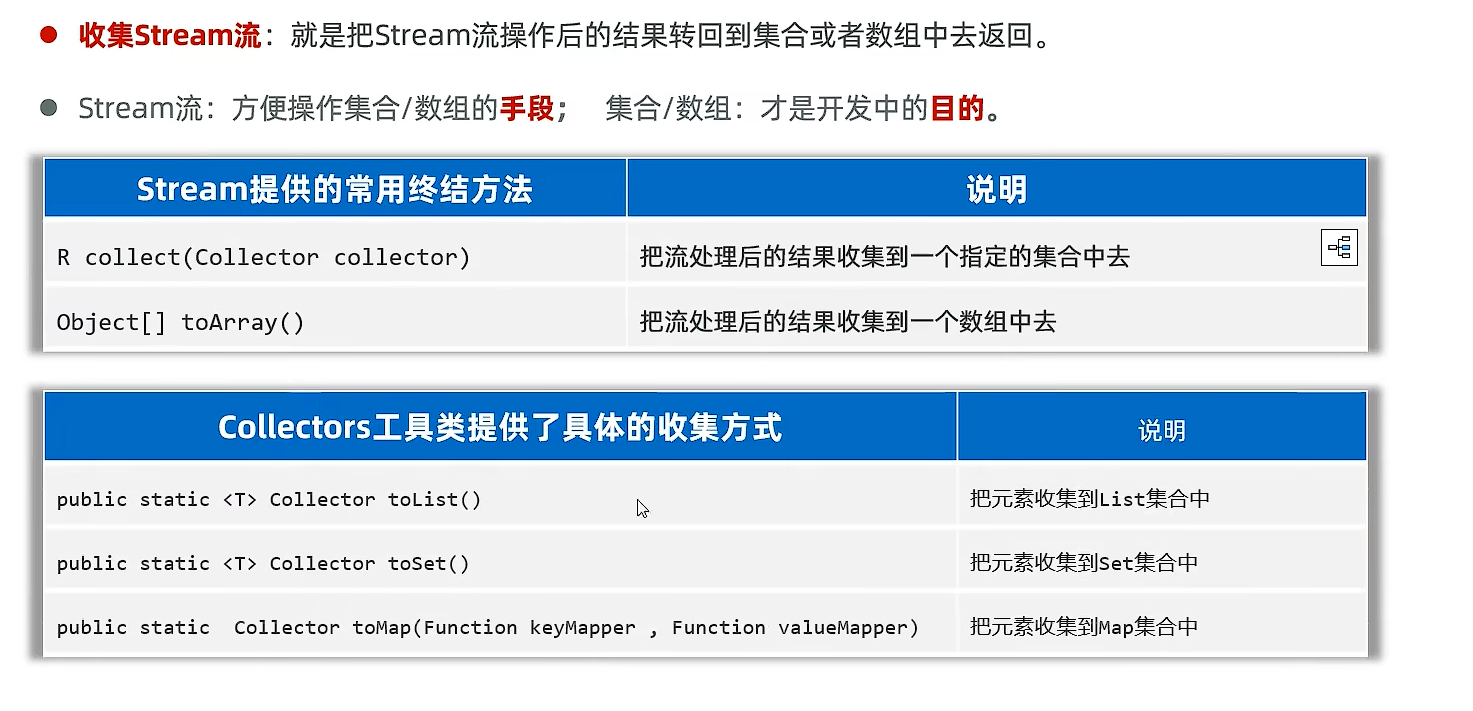 收集Stream流：就是把Stream流操作后的结果转回到集合或者数组中去返回。
Stream流：方便操作集合/数组的手段； 集合/数组：才是开发中的目的。
Stream提供的常用终结方法 说明
R collect(Collector collector) 把流处理后的结果收集到一个指定的集合中去
Object[] toArray() 把流处理后的结果收集到一个数组中去
Collectors工具类提供了具体的收集方式 说明
public static <T> Collector toList() 把元素收集到List集合中
public static <T> Collector toSet() 把元素收集到Set集合中
public static  Collector toMap(Function keyMapper , Function valueMapper) 把元素收集到Map集合中